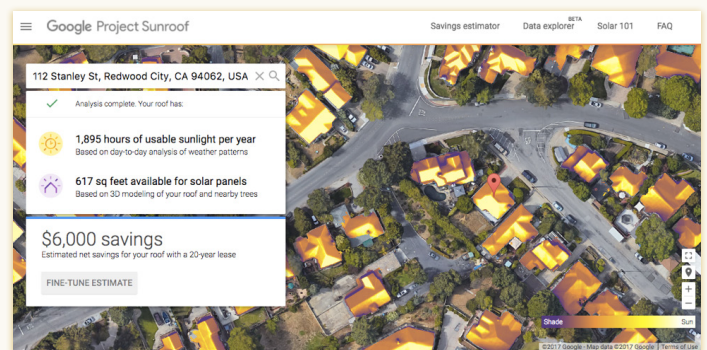 Google Project Sunroof
Savings estimator
Data explorer BETA
Solar 101
FAQ
112 Stanley St, Redwood City, CA 94062, USA
Analysis complete. Your roof has:
1,895 hours of usable sunlight per year
Based on day-to-day analysis of weather patterns
617 sq feet available for solar panels
Based on 3D modeling of your roof and nearby trees
$6,000 savings
Estimated net savings for your roof with a 20-year lease
FINE-TUNE ESTIMATE
Shade
Sun
©2017 Google - Map data ©2017 Google
Terms of Use